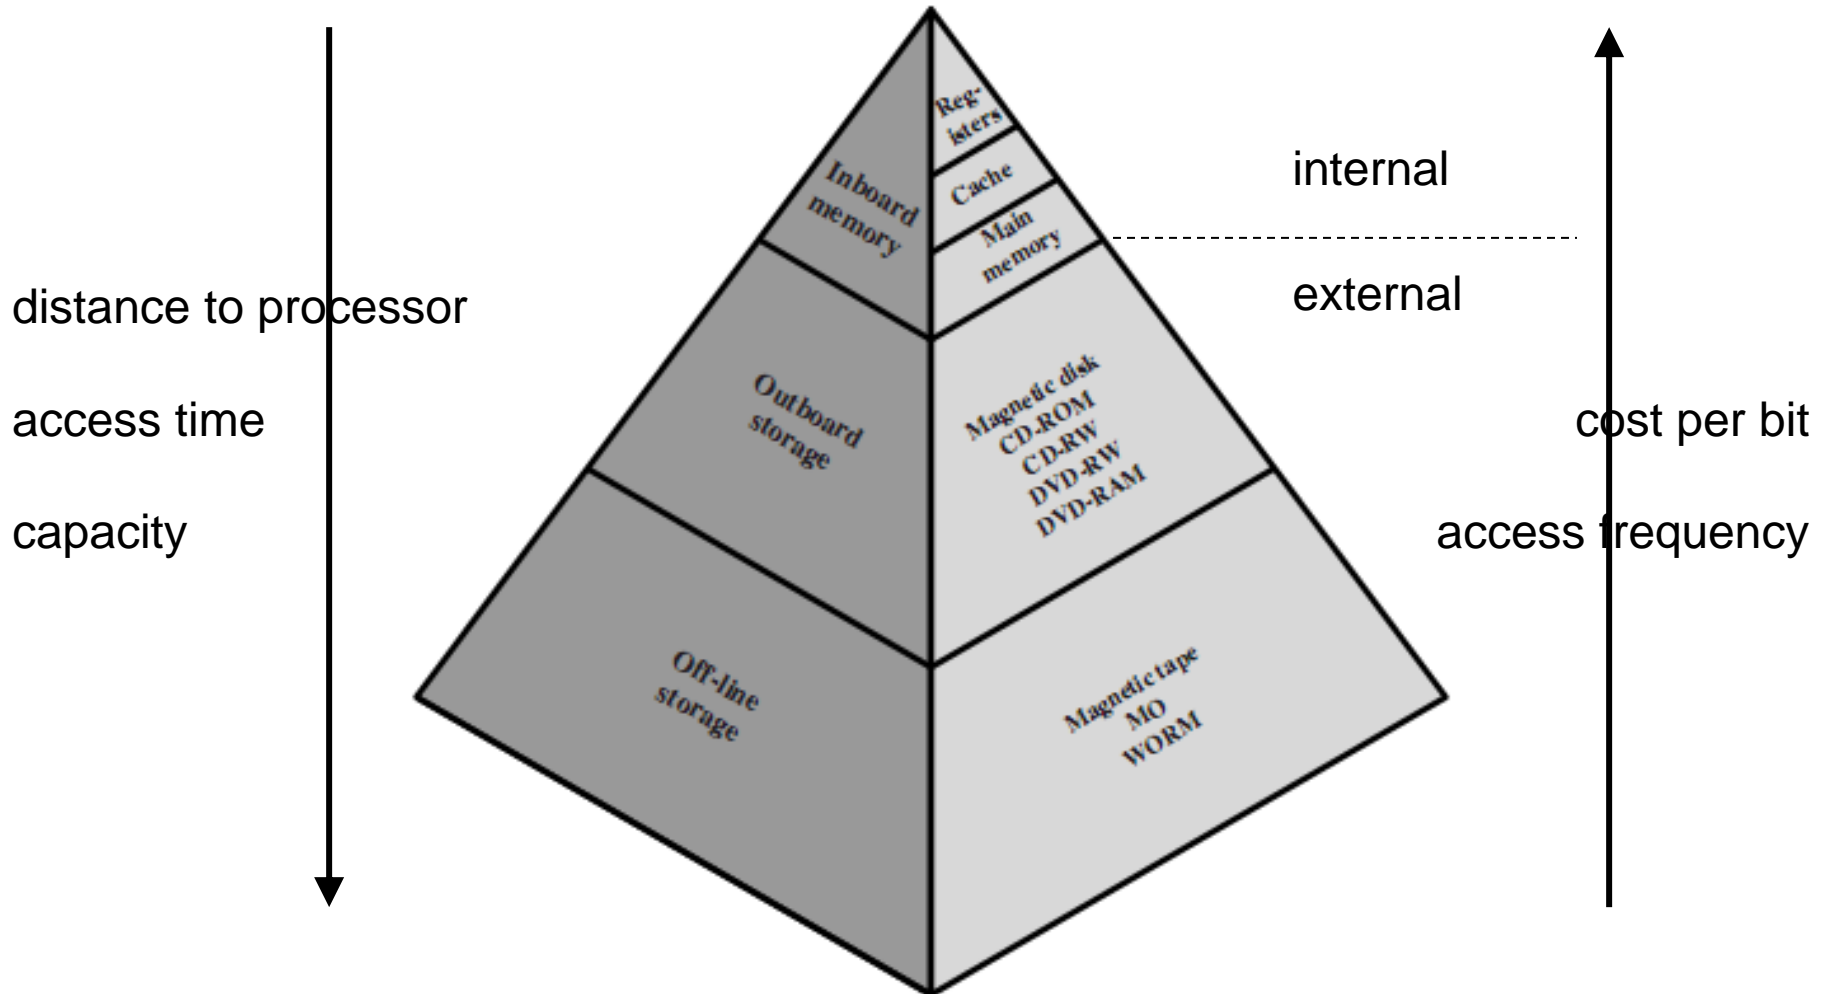 Reg-
isters
Cache
Main
memory
Inboard
memory
internal
external
distance to processor
access time
capacity
Outboard
storage
Magnetic disk
CD-ROM
CD-RW
DVD-RW
DVD-RAM
cost per bit
access frequency
Off-line
storage
Magnetic tape
MO
WORM